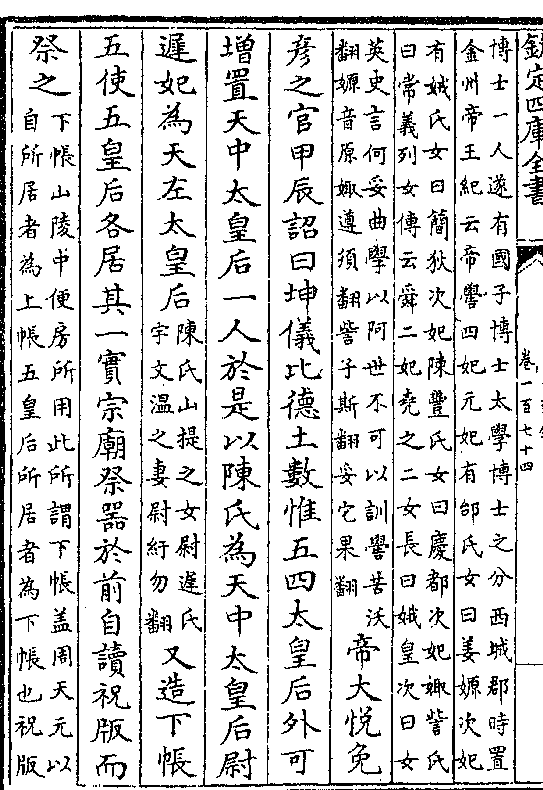 欽定四庫全書
卷一百七十四
博士一人遂有國子博士太學博士之分西城郡時置
金州帝王紀云帝嚳四妃元妃有邰氏女曰姜嫄次妃
有娀氏女曰簡狄次妃陳豐氏女曰慶都次妃娵訾氏
曰常義列女傳云舜二妃堯之二女長曰娥皇次曰女
英史言何妥曲學以阿世不可以訓嚳苦沃
翻嫄音原娵遵須翻訾子斯翻妥它果翻
帝大悅免
彥之官甲辰詔曰坤儀比德土數惟五四太皇后外可
增置天中太皇后一人於是以陳氏為天中太皇后尉
遲妃為天左太皇后
陳氏山提之女尉遲氏
宇文溫之妻尉紆勿翻
又造下帳
五使五皇后各居其一實宗廟祭器於前自讀祝版而
祭之
下帳山陵中便房所用此所謂下帳盖周天元以
自所居者為上帳五皇后所居者為下帳也祝版